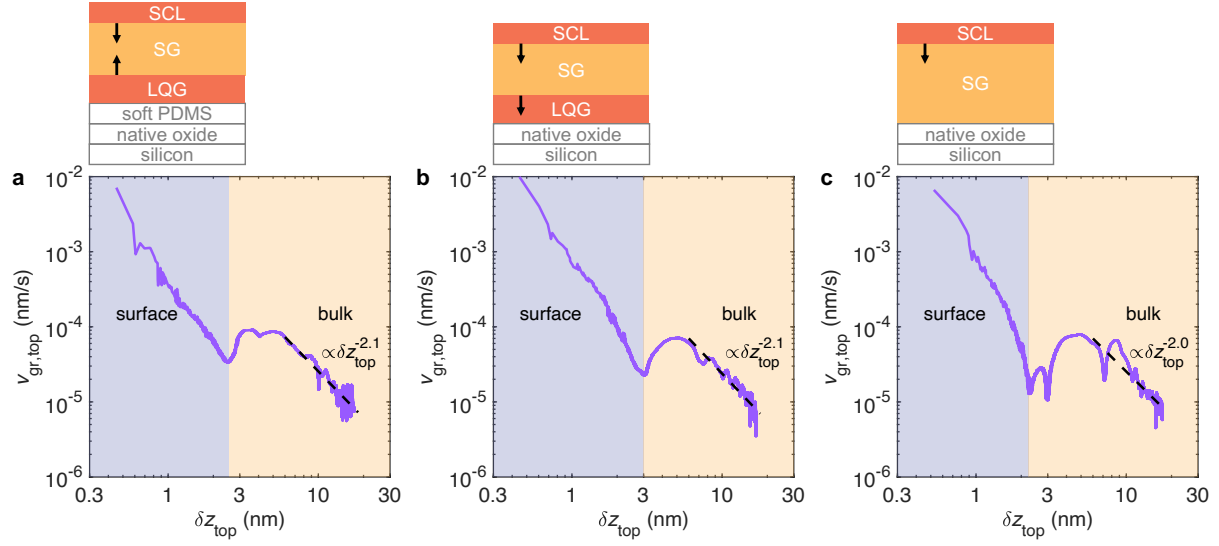 SCL
SG
LQG
soft PDMS
native oxide
silicon
SCL
SG
LQG
native oxide
silicon
SCL
SG
native oxide
silicon
a
10⁻²
10⁻³
10⁻⁴
10⁻⁵
10⁻⁶
v_gr,top (nm/s)
surface
bulk
∝δz_top^-2.1
0.3 1 3 10 30
δz_top (nm)
b
10⁻²
10⁻³
10⁻⁴
10⁻⁵
10⁻⁶
v_gr,top (nm/s)
surface
bulk
∝δz_top^-2.1
0.3 1 3 10 30
δz_top (nm)
c
10⁻²
10⁻³
10⁻⁴
10⁻⁵
10⁻⁶
v_gr,top (nm/s)
surface
bulk
∝δz_top^-2.0
0.3 1 3 10 30
δz_top (nm)